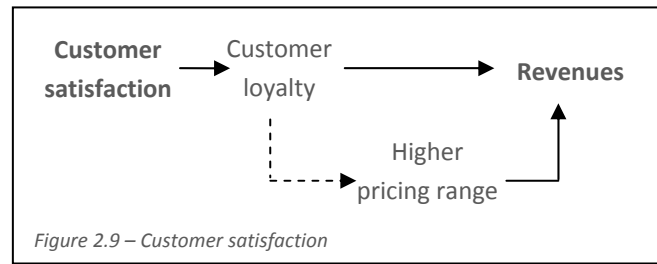 Customer
satisfaction
Customer
loyalty
Revenues
Higher
pricing range
Figure 2.9 – Customer satisfaction